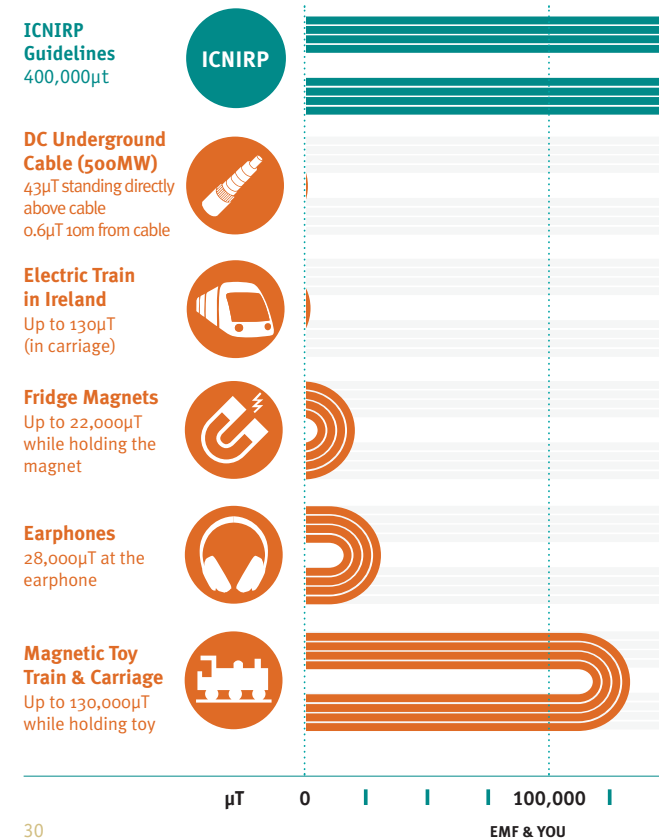 ICNIRP
Guidelines
400,000μt
ICNIRP
DC Underground
Cable (500MW)
43μT standing directly
above cable
0.6μT 10m from cable
Electric Train
in Ireland
Up to 130μT
(in carriage)
Fridge Magnets
Up to 22,000μT
while holding the
magnet
Earphones
28,000μT at the
earphone
Magnetic Toy
Train & Carriage
Up to 130,000μT
while holding toy
μT 0 100,000
30 EMF & YOU